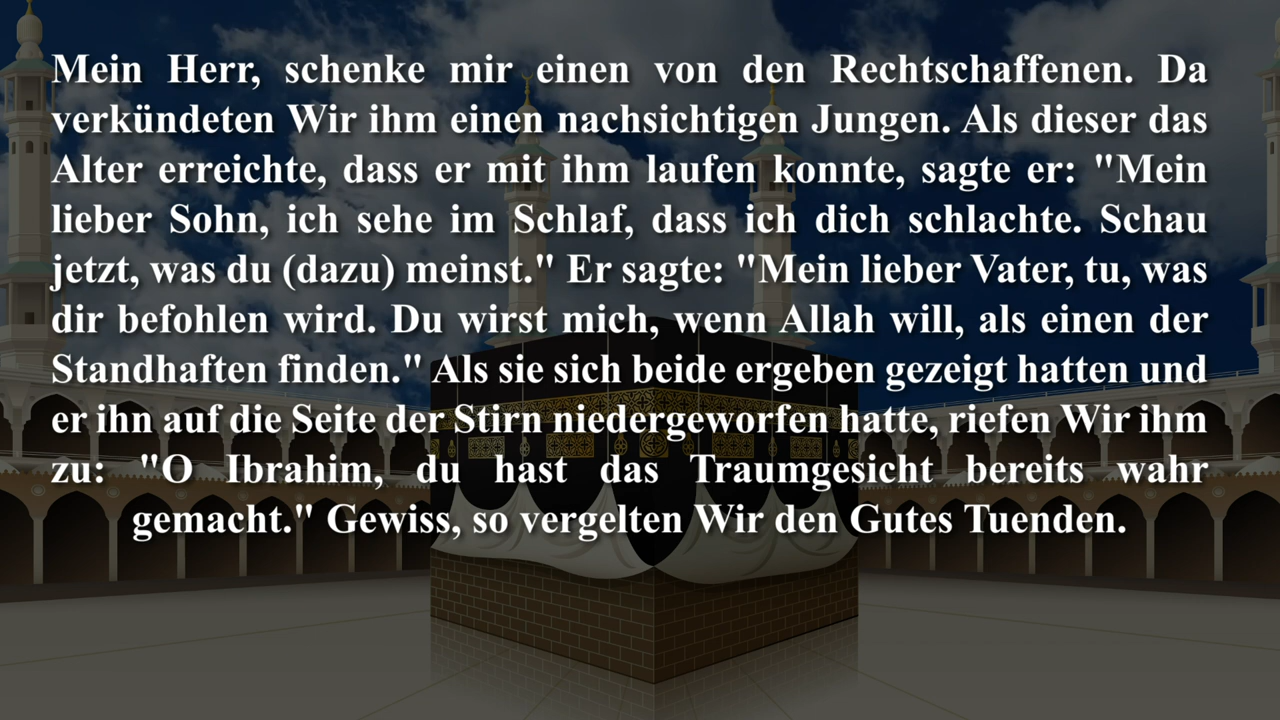 Mein Herr, schenke mir einen von den Rechtschaffenen. Da
verkündeten Wir ihm einen nachsichtigen Jungen. Als dieser das
Alter erreichte, dass er mit ihm laufen konnte, sagte er: "Mein
lieber Sohn, ich sehe im Schlaf, dass ich dich schlachte. Schau
jetzt, was du (dazu) meinst." Er sagte: "Mein lieber Vater, tu, was
dir befohlen wird. Du wirst mich, wenn Allah will, als einen der
Standhaften finden." Als sie sich beide ergeben gezeigt hatten und
er ihn auf die Seite der Stirn niedergeworfen hatte, riefen Wir ihm
zu: "O Ibrahim, du hast das Traumgesicht bereits wahr
gemacht." Gewiss, so vergelten Wir den Gutes Tuenden.